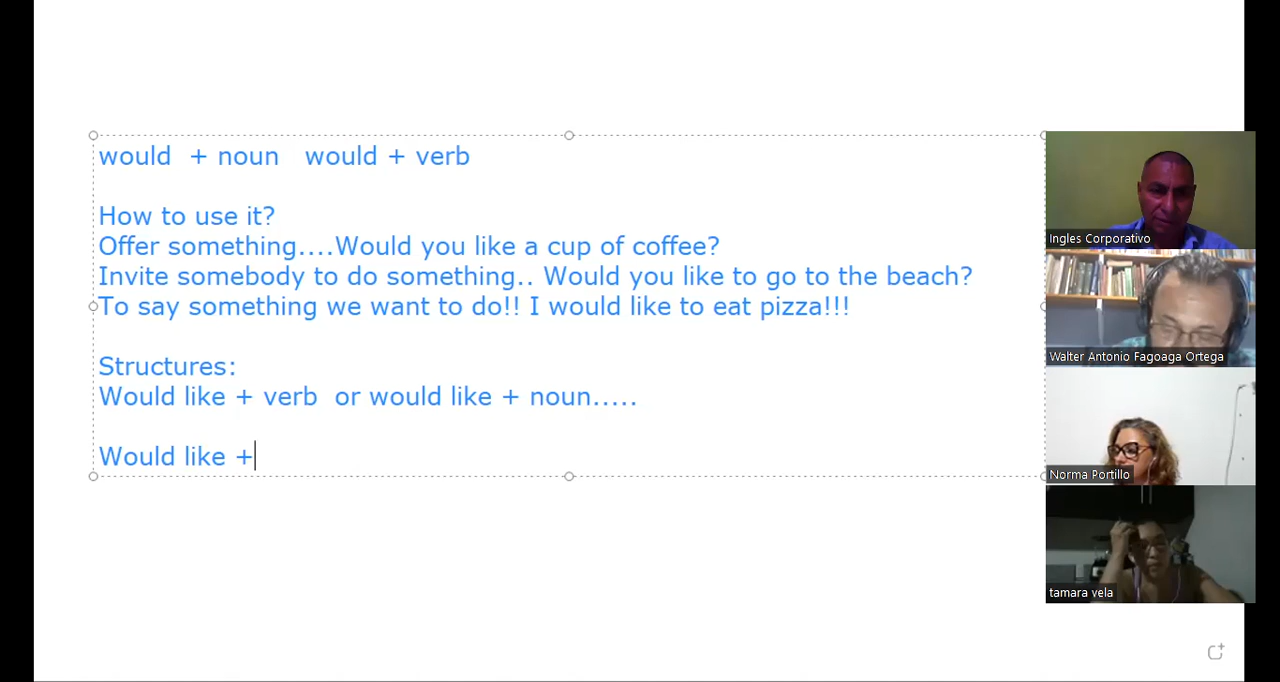 would + noun would + verb
How to use it?
Offer something....Would you like a cup of coffee?
Invite somebody to do something.. Would you like to go to the beach?
To say something we want to do!! I would like to eat pizza!!!
Structures:
Would like + verb or would like + noun.....
Would like +
Ingles Corporativo
Walter Antonio Fagoaga Ortega
Norma Portillo
tamara vela